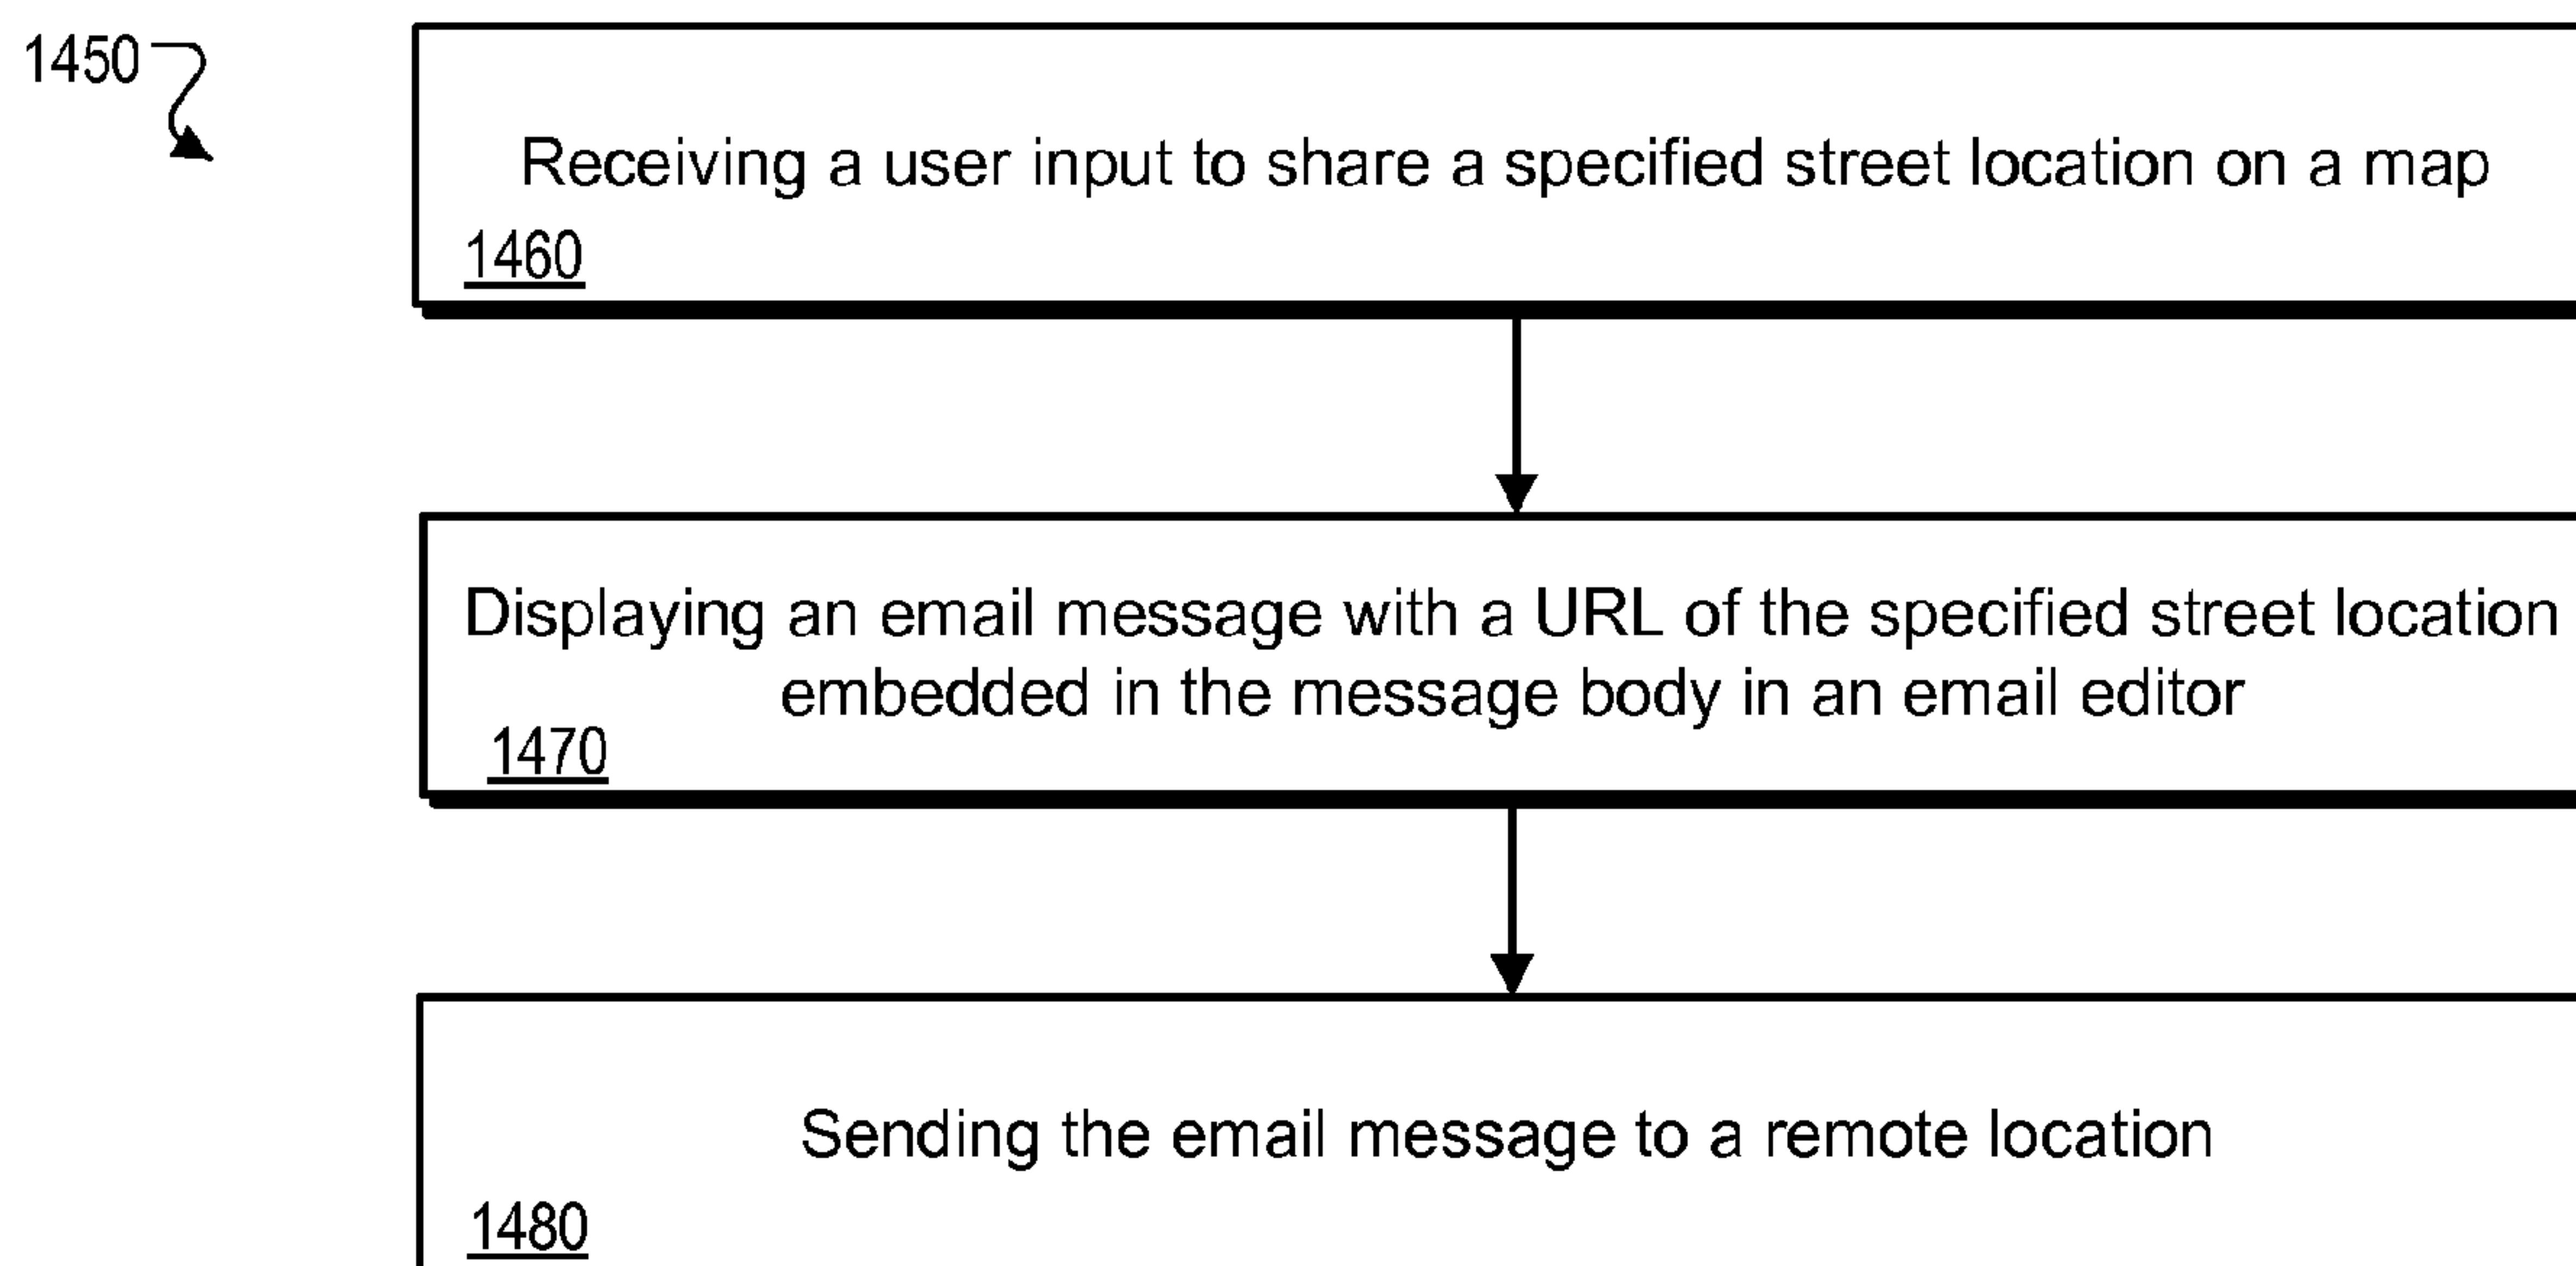 1450
Receiving a user input to share a specified street location on a map
1460
Displaying an email message with a URL of the specified street location
embedded in the message body in an email editor
1470
Sending the email message to a remote location
1480